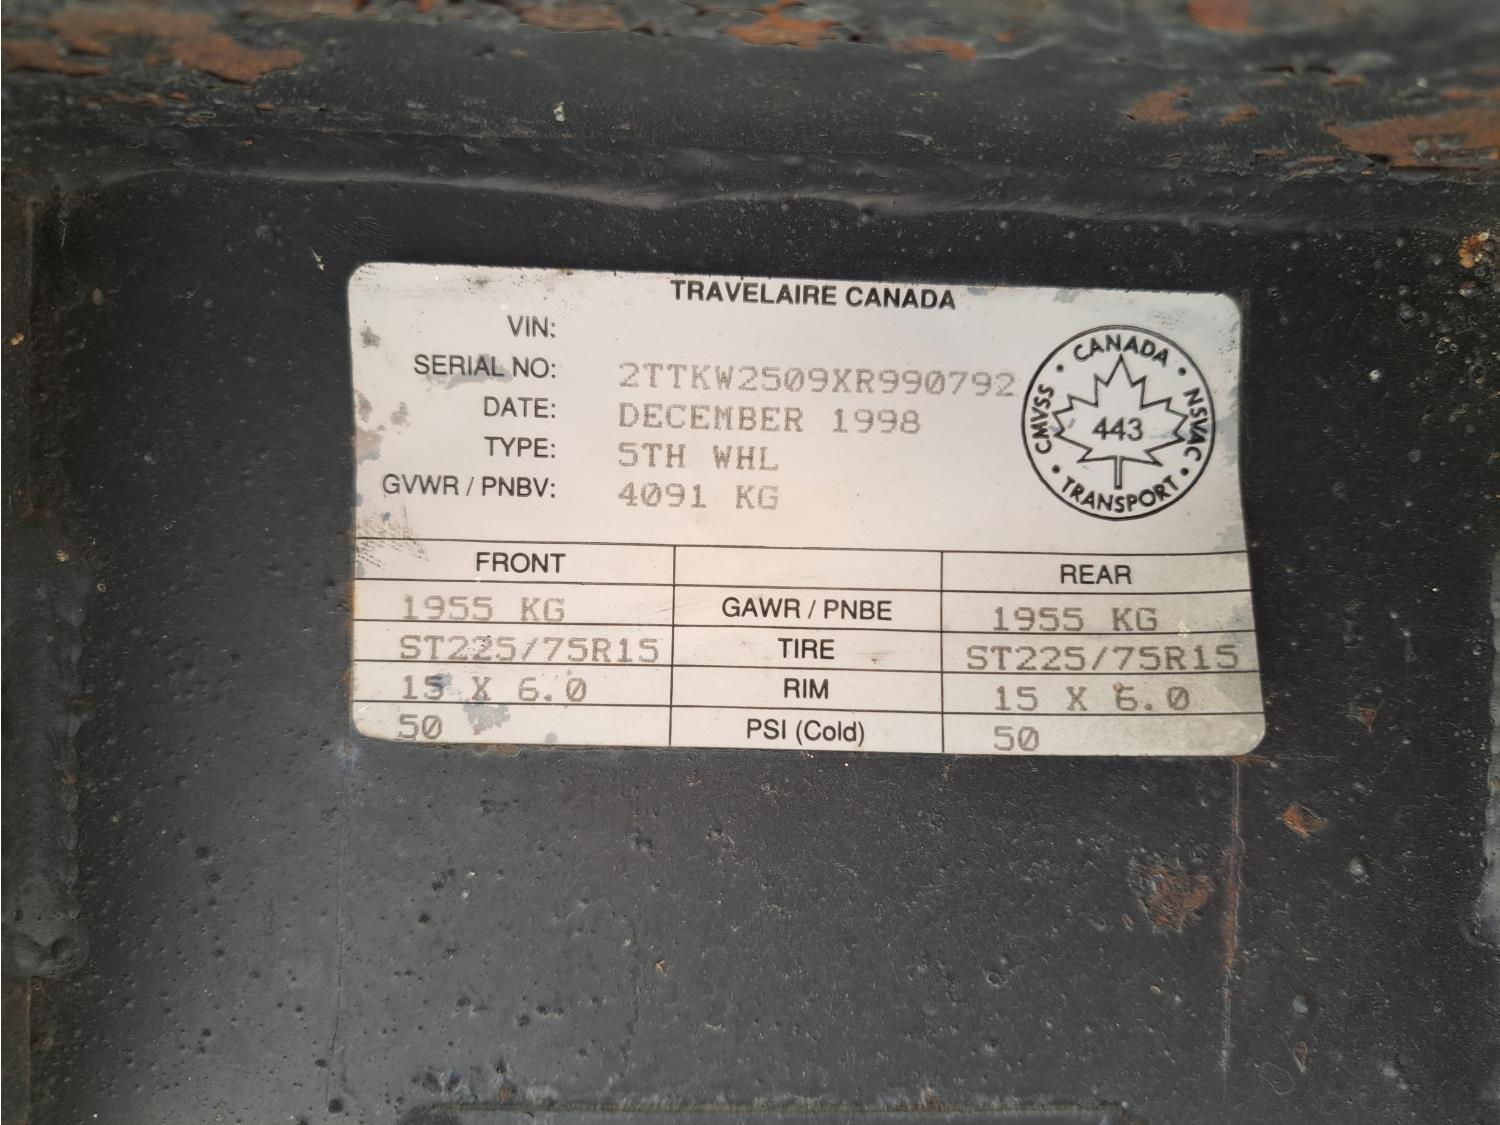 TRAVELAIRE CANADA
VIN:
SERIAL NO: 2TTKW2509XR990792
DATE: DECEMBER 1998
TYPE: 5TH WHL
GVWR / PNBV: 4091 KG
CANADA · NSVAC · TRANSPORT · CMVSS ·
443
FRONT REAR
1955 KG GAWR / PNBE 1955 KG
ST225/75R15 TIRE ST225/75R15
15 X 6.0 RIM 15 X 6.0
50 PSI (Cold) 50